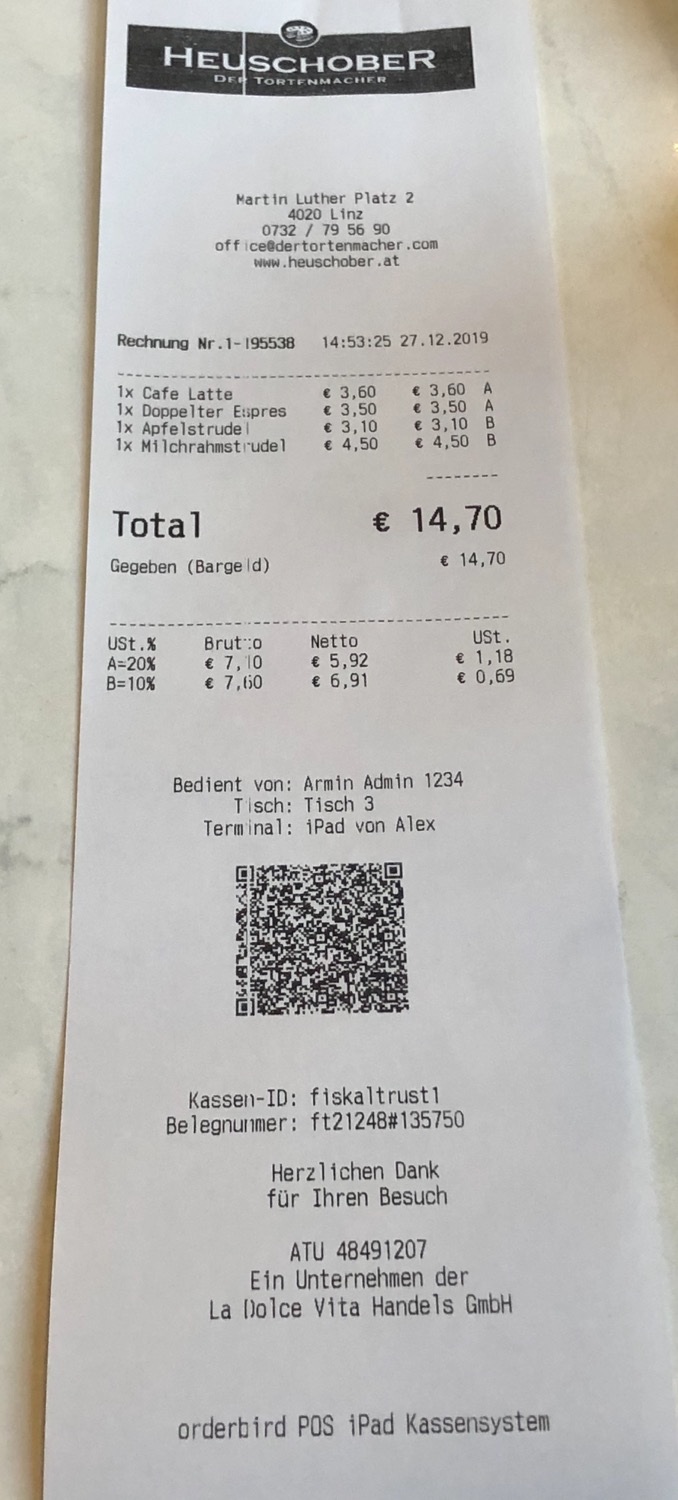 HEUSCHOBER
DER TORTENMACHER
Martin Luther Platz 2
4020 Linz
0732 / 79 56 90
office@dertortenmacher.com
www.heuschober.at
Rechnung Nr.1-195538 14:53:25 27.12.2019
1x Cafe Latte € 3,60 € 3,60 A
1x Doppelter Espres € 3,50 € 3,50 A
1x Apfelstrudel € 3,10 € 3,10 B
1x Milchrahmstrudel € 4,50 € 4,50 B
Total € 14,70
Gegeben (Bargeld) € 14,70
USt.% Brutto Netto USt.
A=20% € 7,10 € 5,92 € 1,18
B=10% € 7,60 € 6,91 € 0,69
Bedient von: Armin Admin 1234
Tisch: Tisch 3
Terminal: iPad von Alex
Kassen-ID: fiskaltrust1
Belegnummer: ft21248#135750
Herzlichen Dank
für Ihren Besuch
ATU 48491207
Ein Unternehmen der
La Dolce Vita Handels GmbH
orderbird POS iPad Kassensystem